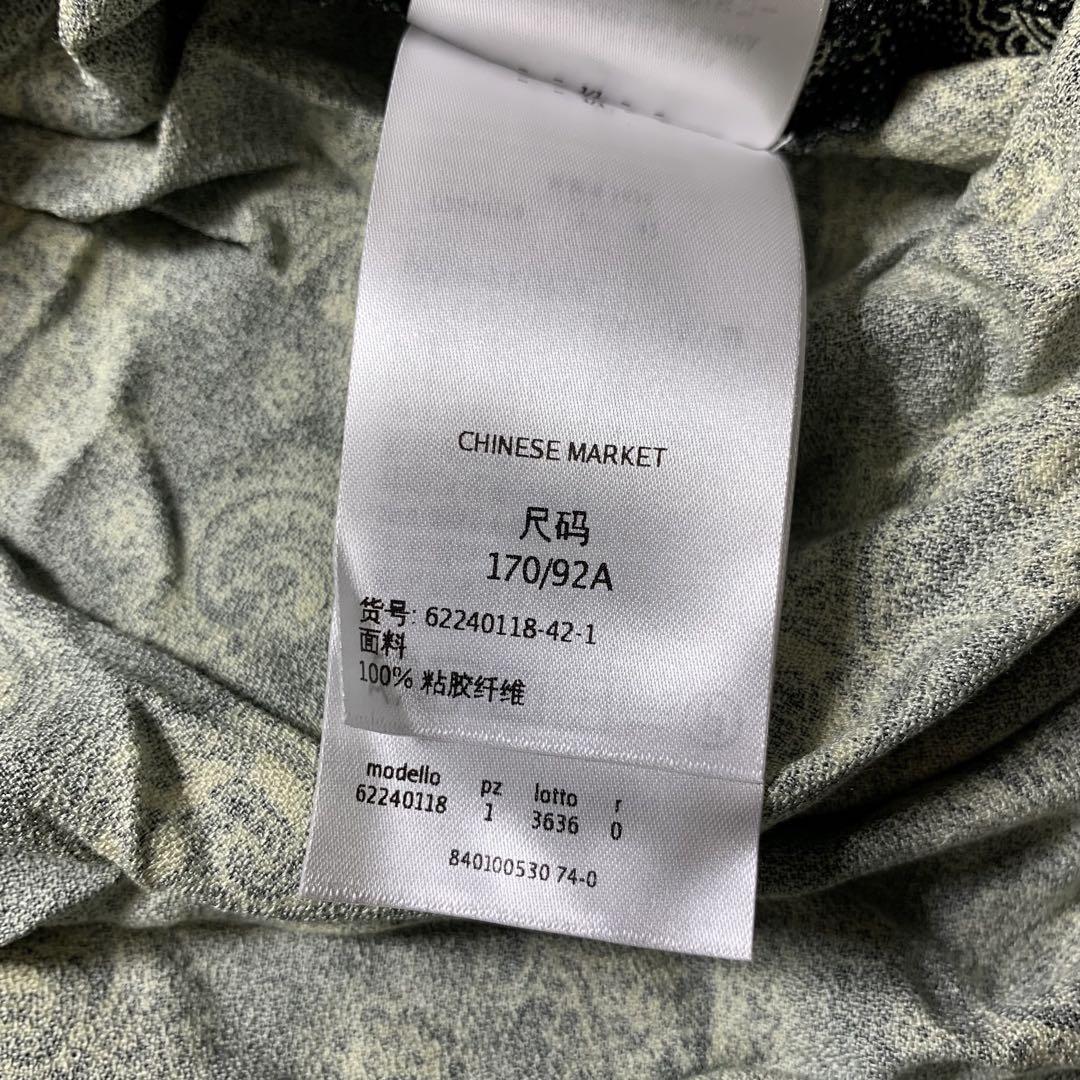 CHINESE MARKET
尺码
170/92A
货号: 62240118-42-1
面料
100% 粘胶纤维
modello pz lotto r
62240118 1 3636 0
840100530 74-0